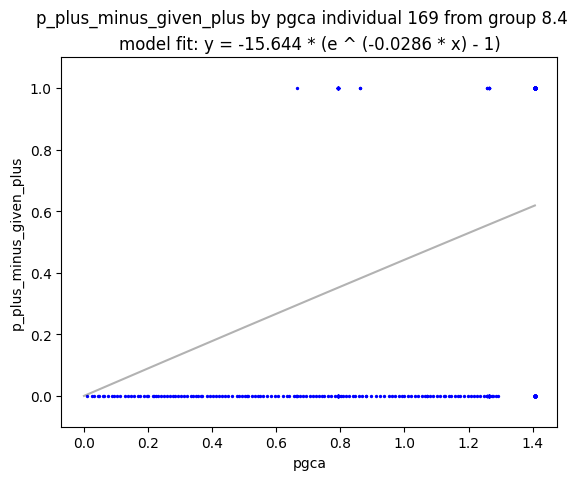 p_plus_minus_given_plus by pgca individual 169 from group 8.4
model fit: y = -15.644 * (e ^ (-0.0286 * x) - 1)
1.0
0.8
0.6
0.4
0.2
0.0
p_plus_minus_given_plus
0.0 0.2 0.4 0.6 0.8 1.0 1.2 1.4
pgca